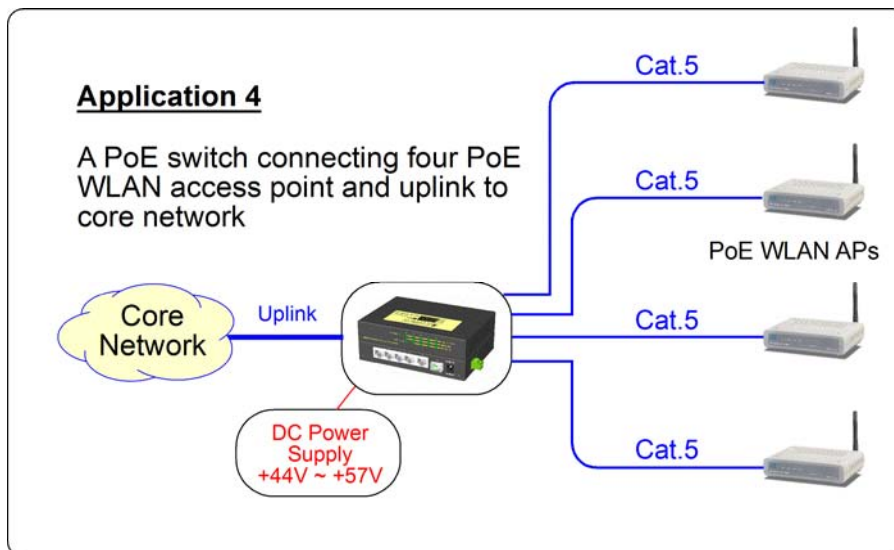 Application 4
A PoE switch connecting four PoE
WLAN access point and uplink to
core network
Cat.5
Cat.5
PoE WLAN APs
Cat.5
Cat.5
Core
Network
Uplink
DC Power
Supply
+44V ~ +57V